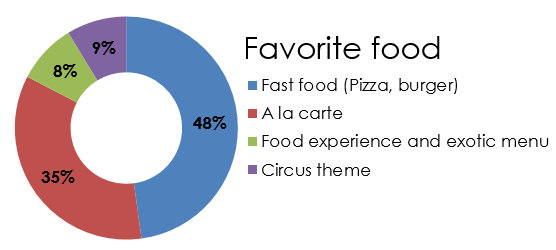 Favorite food
9%
8%
48%
35%
Fast food (Pizza, burger)
A la carte
Food experience and exotic menu
Circus theme